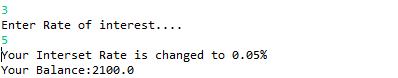 3
Enter Rate of interest....
5
Your Interset Rate is changed to 0.05%
Your Balance:2100.0